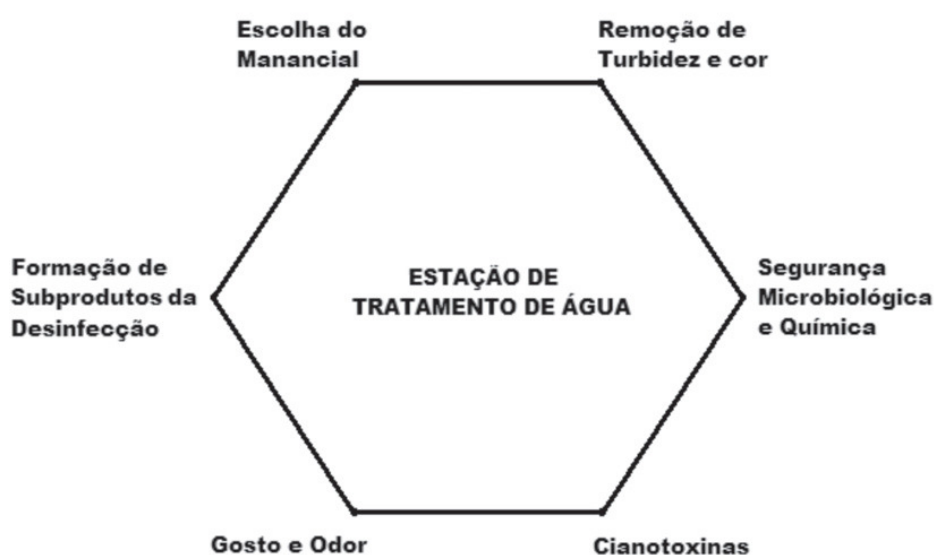 Escolha do
Manancial
Remoção de
Turbidez e cor
Formação de
Subprodutos da
Desinfecção
ESTAÇÃO DE
TRATAMENTO DE ÁGUA
Segurança
Microbiológica
e Química
Gosto e Odor
Cianotoxinas